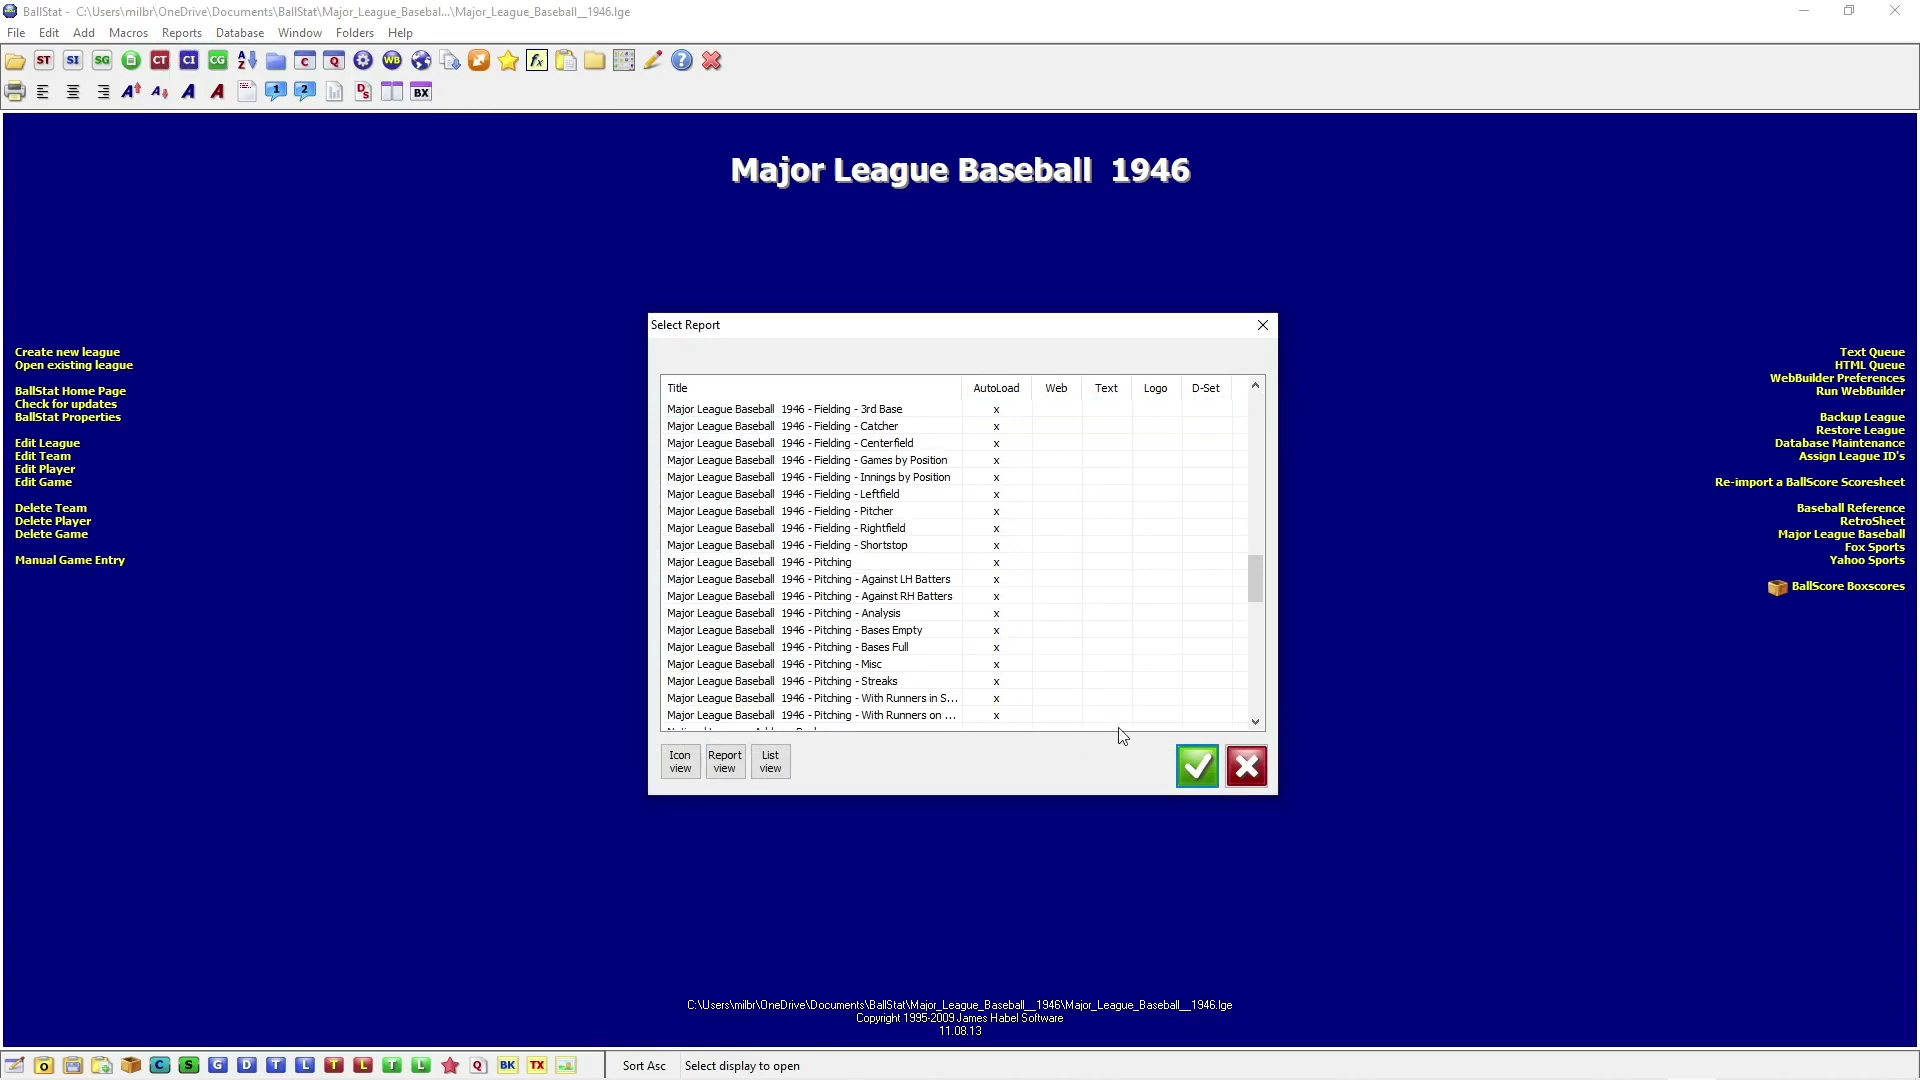 BallStat - C:\Users\milbr\OneDrive\Documents\BallStat\Major_League_Basebal...\Major_League_Baseball__1946.lge
File Edit Add Macros Reports Database Window Folders Help
ST SI SG CT CI CG A Z C Q WB fx ?
A A A A 1 2 D S BX
Major League Baseball 1946
Create new league
Open existing league
BallStat Home Page
Check for updates
BallStat Properties
Edit League
Edit Team
Edit Player
Edit Game
Delete Team
Delete Player
Delete Game
Manual Game Entry
Select Report
Title AutoLoad Web Text Logo D-Set
Major League Baseball 1946 - Fielding - 3rd Base x
Major League Baseball 1946 - Fielding - Catcher x
Major League Baseball 1946 - Fielding - Centerfield x
Major League Baseball 1946 - Fielding - Games by Position x
Major League Baseball 1946 - Fielding - Innings by Position x
Major League Baseball 1946 - Fielding - Leftfield x
Major League Baseball 1946 - Fielding - Pitcher x
Major League Baseball 1946 - Fielding - Rightfield x
Major League Baseball 1946 - Fielding - Shortstop x
Major League Baseball 1946 - Pitching x
Major League Baseball 1946 - Pitching - Against LH Batters x
Major League Baseball 1946 - Pitching - Against RH Batters x
Major League Baseball 1946 - Pitching - Analysis x
Major League Baseball 1946 - Pitching - Bases Empty x
Major League Baseball 1946 - Pitching - Bases Full x
Major League Baseball 1946 - Pitching - Misc x
Major League Baseball 1946 - Pitching - Streaks x
Major League Baseball 1946 - Pitching - With Runners in S... x
Major League Baseball 1946 - Pitching - With Runners on ... x
Icon view
Report view
List view
Text Queue
HTML Queue
WebBuilder Preferences
Run WebBuilder
Backup League
Restore League
Database Maintenance
Assign League ID's
Re-import a BallScore Scoresheet
Baseball Reference
RetroSheet
Major League Baseball
Fox Sports
Yahoo Sports
BallScore Boxscores
C:\Users\milbr\OneDrive\Documents\BallStat\Major_League_Baseball__1946\Major_League_Baseball__1946.lge
Copyright 1995-2009 James Habel Software
11.08.13
O C S G D T L T L T L Q BK TX
Sort Asc Select display to open